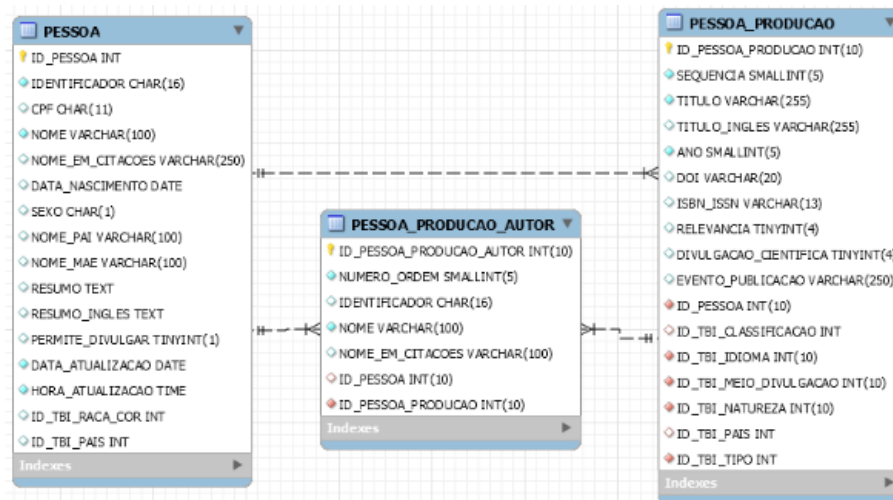 PESSOA
ID_PESSOA INT
IDENTIFICADOR CHAR(16)
CPF CHAR(11)
NOME VARCHAR(100)
NOME_EM_CITACOES VARCHAR(250)
DATA_NASCIMENTO DATE
SEXO CHAR(1)
NOME_PAI VARCHAR(100)
NOME_MAE VARCHAR(100)
RESUMO TEXT
RESUMO_INGLES TEXT
PERMITE_DIVULGAR TINYINT(1)
DATA_ATUALIZACAO DATE
HORA_ATUALIZACAO TIME
ID_TBI_RACA_COR INT
ID_TBI_PAIS INT
Indexes
PESSOA_PRODUCAO_AUTOR
ID_PESSOA_PRODUCAO_AUTOR INT(10)
NUMERO_ORDEM SMALLINT(5)
IDENTIFICADOR CHAR(16)
NOME VARCHAR(100)
NOME_EM_CITACOES VARCHAR(100)
ID_PESSOA INT(10)
ID_PESSOA_PRODUCAO INT(10)
Indexes
PESSOA_PRODUCAO
ID_PESSOA_PRODUCAO INT(10)
SEQUENCIA SMALLINT(5)
TITULO VARCHAR(255)
TITULO_INGLES VARCHAR(255)
ANO SMALLINT(5)
DOI VARCHAR(20)
ISBN_ISSN VARCHAR(13)
RELEVANCIA TINYINT(4)
DIVULGACAO_CIENTIFICA TINYINT(4)
EVENTO_PUBLICACAO VARCHAR(250)
ID_PESSOA INT(10)
ID_TBI_CLASSIFICACAO INT
ID_TBI_IDIOMA INT(10)
ID_TBI_MEIO_DIVULGACAO INT(10)
ID_TBI_NATUREZA INT(10)
ID_TBI_PAIS INT
ID_TBI_TIPO INT
Indexes